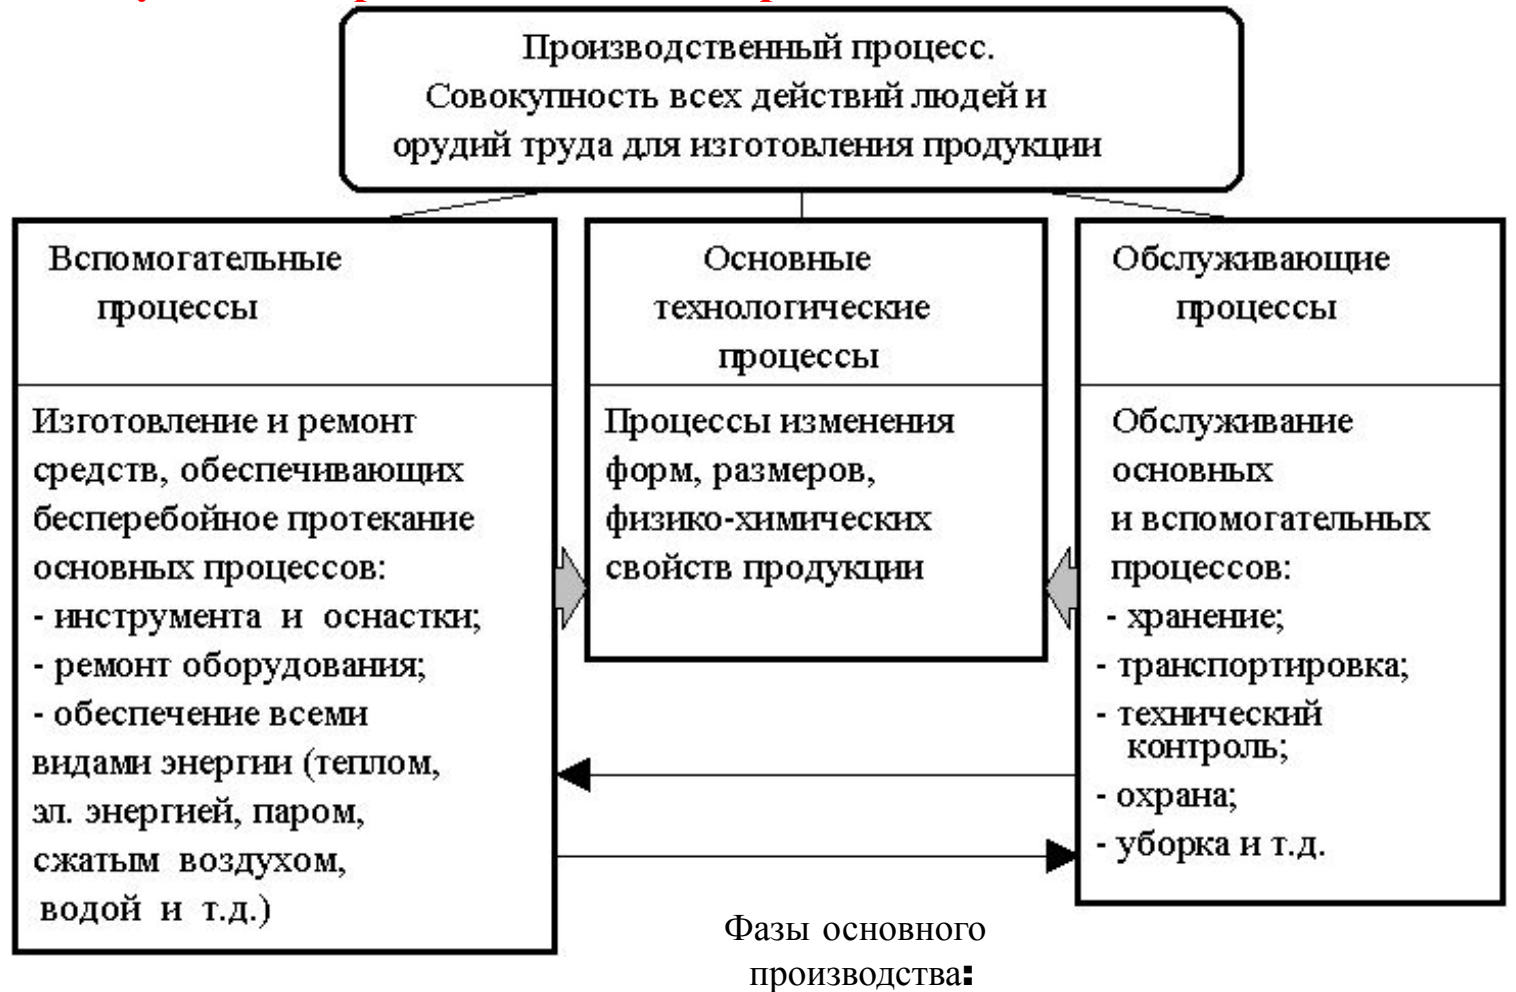 Производственный процесс.
Совокупность всех действий людей и
орудий труда для изготовления продукции
Вспомогательные
процессы
Изготовление и ремонт
средств, обеспечивающих
бесперебойное протекание
основных процессов:
- инструмента и оснастки;
- ремонт оборудования;
- обеспечение всеми
видами энергии (теплом,
эл. энергией, паром,
сжатым воздухом,
водой и т.д.)
Основные
технологические
процессы
Процессы изменения
форм, размеров,
физико-химических
свойств продукции
Обслуживающие
процессы
Обслуживание
основных
и вспомогательных
процессов:
- хранение;
- транспортировка;
- технический
контроль;
- охрана;
- уборка и т.д.
Фазы основного
производства: